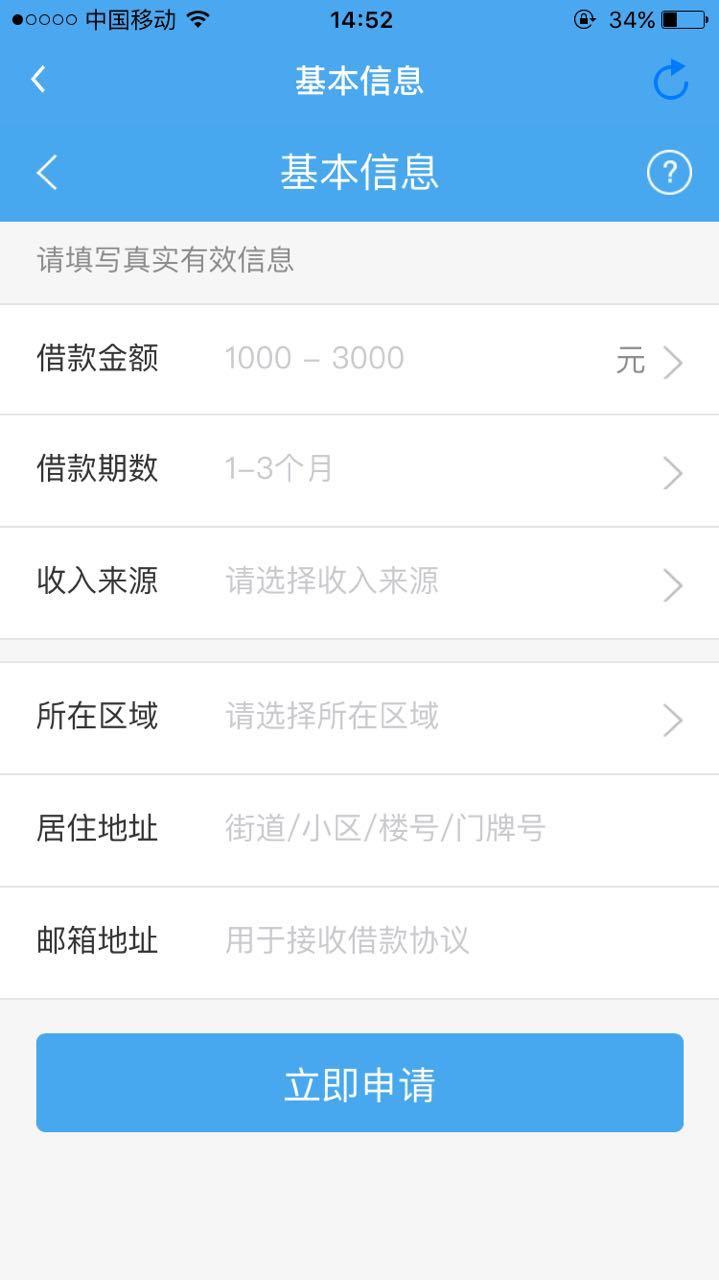 中国移动 14:52 34%
基本信息
基本信息 ?
请填写真实有效信息
借款金额 1000 - 3000 元
借款期数 1-3个月
收入来源 请选择收入来源
所在区域 请选择所在区域
居住地址 街道/小区/楼号/门牌号
邮箱地址 用于接收借款协议
立即申请